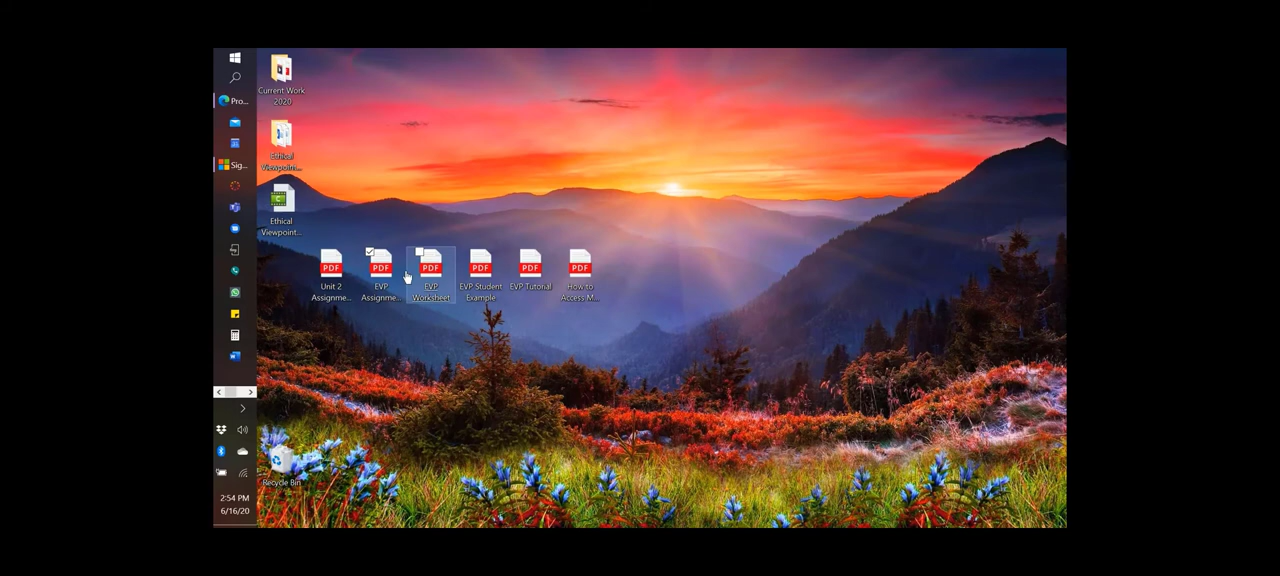 Pro...
Sig...
Current Work
2020
Ethical
Viewpoint...
C
Ethical
Viewpoint...
PDF
PDF
PDF
PDF
PDF
PDF
Unit 2
Assignme...
EVP
Assignme...
EVP
Worksheet
EVP Student
Example
EVP Tutorial
How to
Access M...
Recycle Bin
2:54 PM
6/16/20